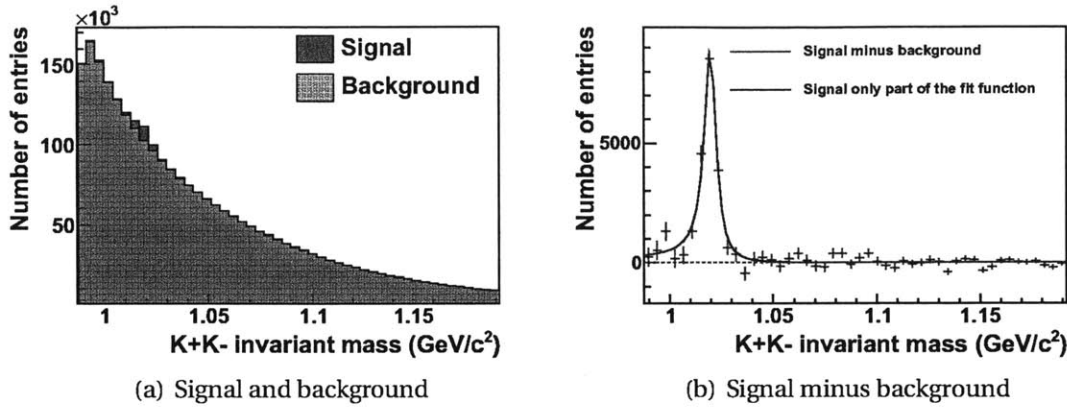 ×10³
Number of entries
150
100
50
Signal
Background
1
1.05
1.1
1.15
K+K- invariant mass (GeV/c²)
(a) Signal and background
Number of entries
5000
0
Signal minus background
Signal only part of the fit function
1
1.05
1.1
1.15
K+K- invariant mass (GeV/c²)
(b) Signal minus background